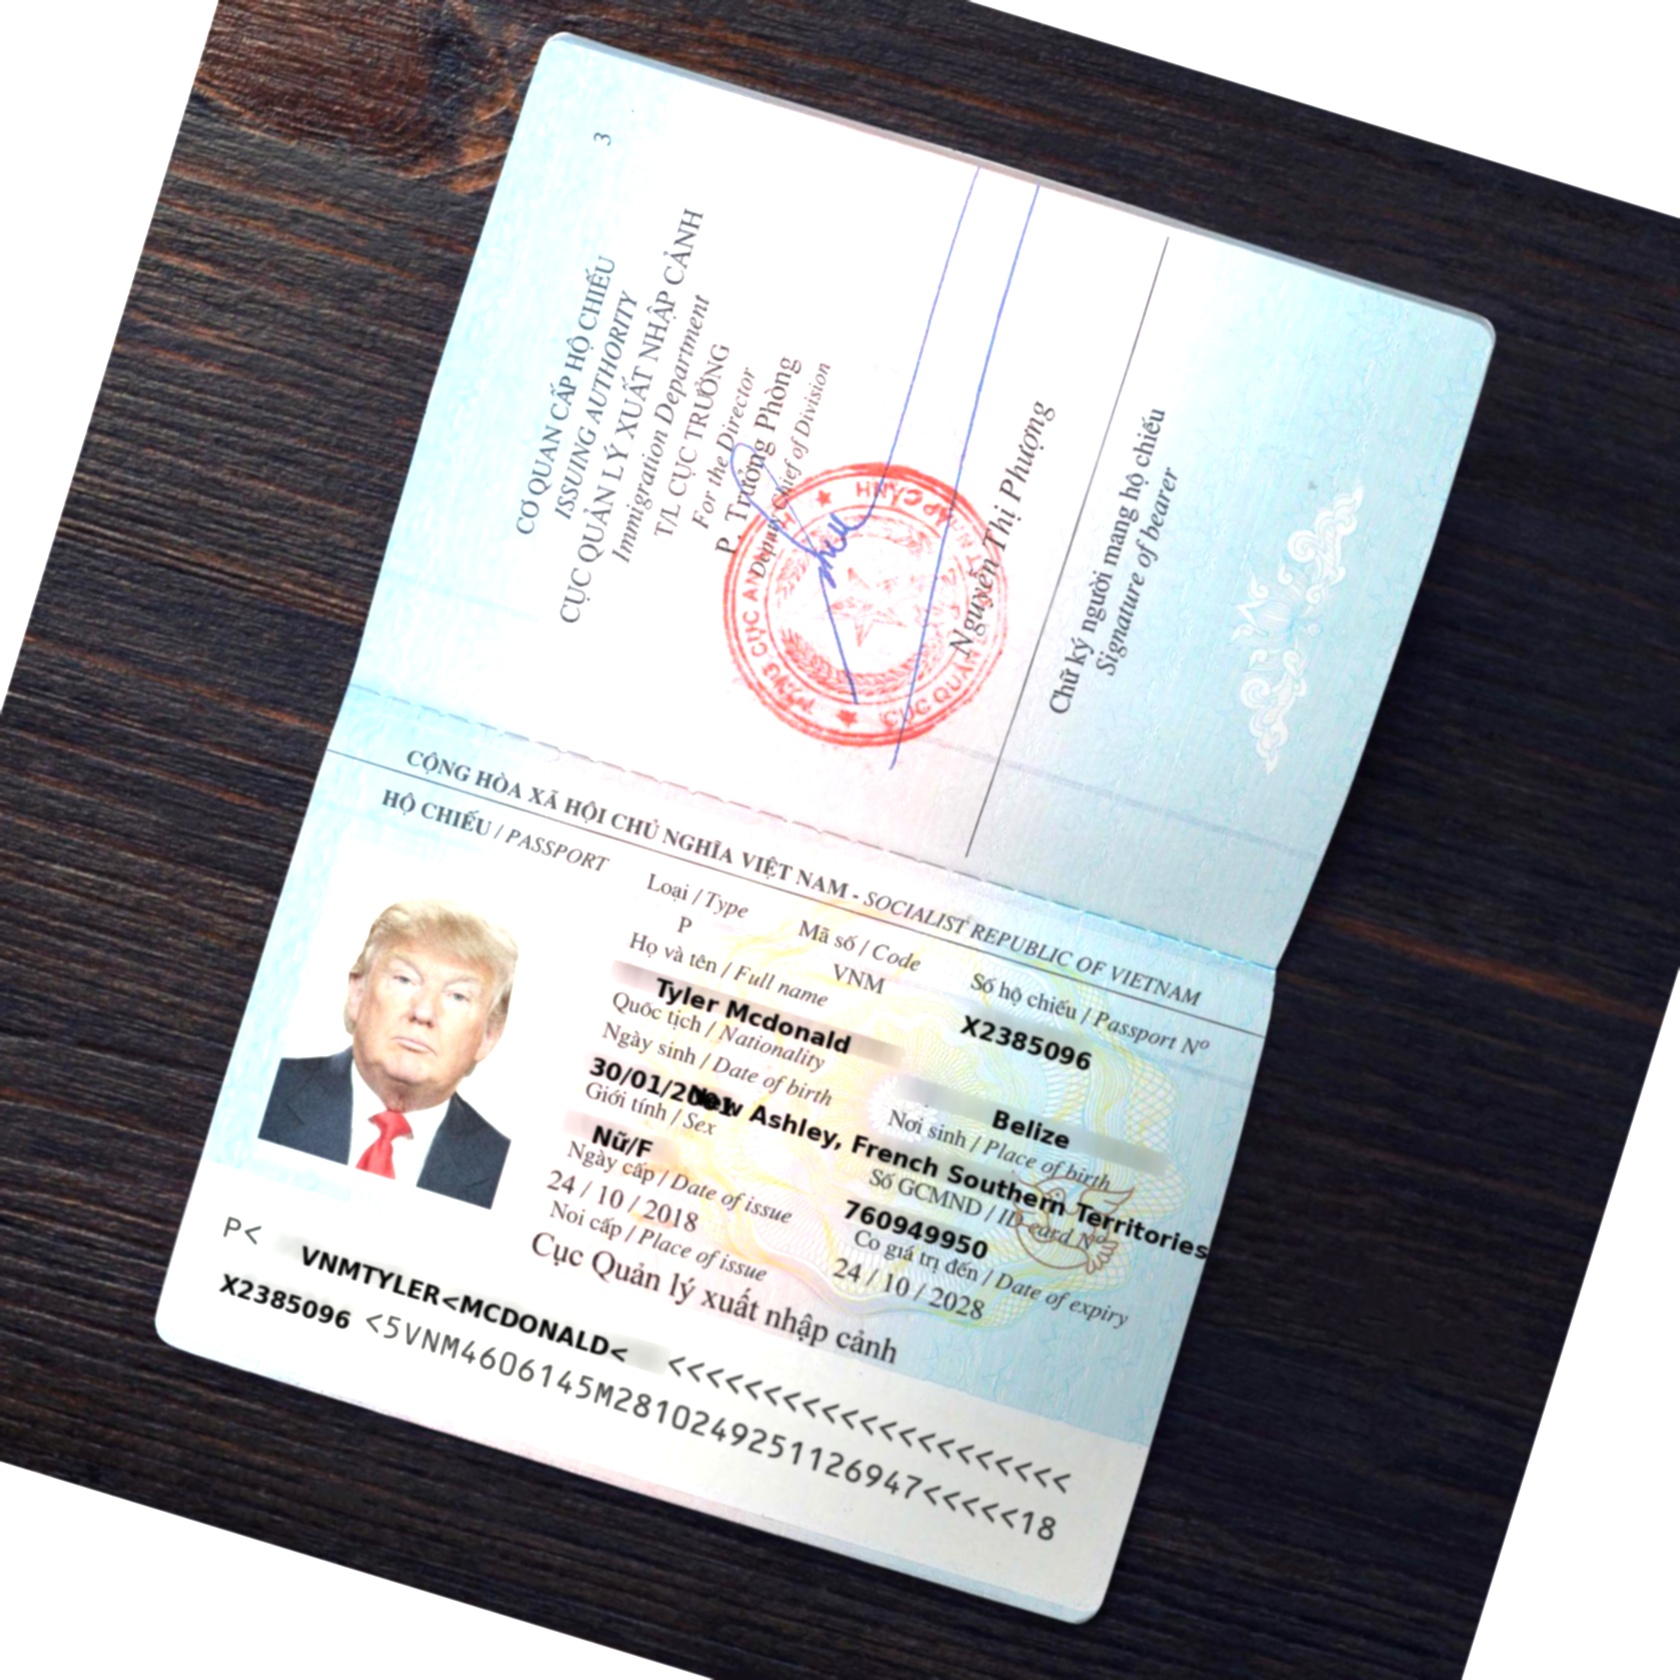 3
CƠ QUAN CẤP HỘ CHIẾU
ISSUING AUTHORITY
CỤC QUẢN LÝ XUẤT NHẬP CẢNH
Immigration Department
T/L CỤC TRƯỞNG
For the Director
P. Trưởng Phòng
Deputy Chief of Division
Nguyễn Thị Phượng
Chữ ký người mang hộ chiếu
Signature of bearer
CỘNG HÒA XÃ HỘI CHỦ NGHĨA VIỆT NAM - SOCIALIST REPUBLIC OF VIETNAM
HỘ CHIẾU / PASSPORT
Loại / Type
Mã số / Code
Số hộ chiếu / Passport Nº
P
VNM
X2385096
Họ và tên / Full name
Tyler Mcdonald
Quốc tịch / Nationality
Belize
Ngày sinh / Date of birth
Nơi sinh / Place of birth
30/01/2001
New Ashley, French Southern Territories
Giới tính / Sex
Số GCMND / ID card Nº
Nữ/F
760949950
Ngày cấp / Date of issue
Co giá trị đến / Date of expiry
24 / 10 / 2018
24 / 10 / 2028
Noi cấp / Place of issue
Cục Quản lý xuất nhập cảnh
P< VNMTYLER<MCDONALD< <<<<<<<<<<<<<<<<<<<<<<
X2385096 <5VNM4606145M2810249251126947<<<<<18